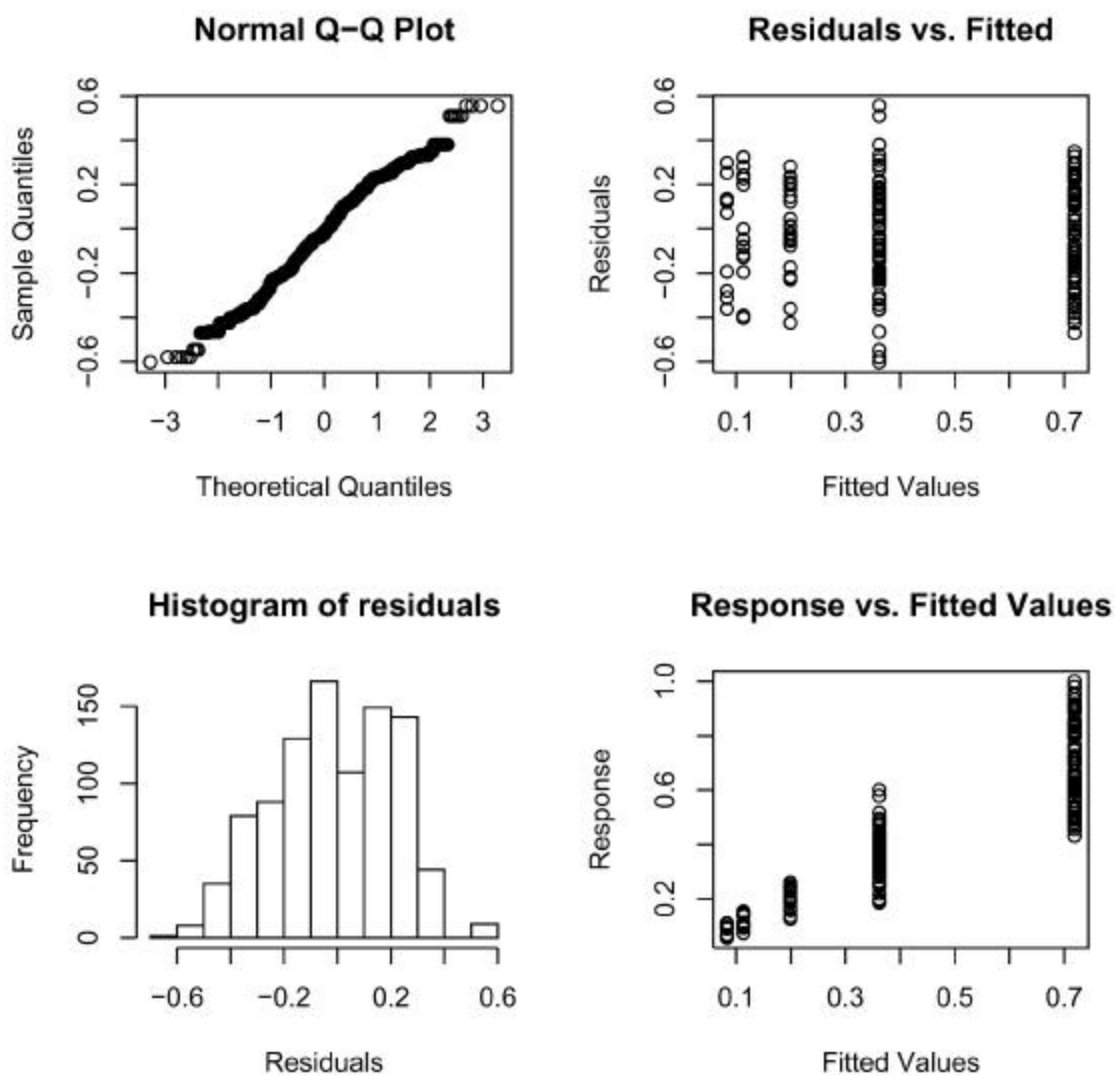 Normal Q−Q Plot
Sample Quantiles
−0.6 −0.2 0.2 0.6
−3 −1 0 1 2 3
Theoretical Quantiles
Residuals vs. Fitted
Residuals
−0.6 −0.2 0.2 0.6
0.1 0.3 0.5 0.7
Fitted Values
Histogram of residuals
Frequency
0 50 100 150
−0.6 −0.2 0.2 0.6
Residuals
Response vs. Fitted Values
Response
0.2 0.6 1.0
0.1 0.3 0.5 0.7
Fitted Values